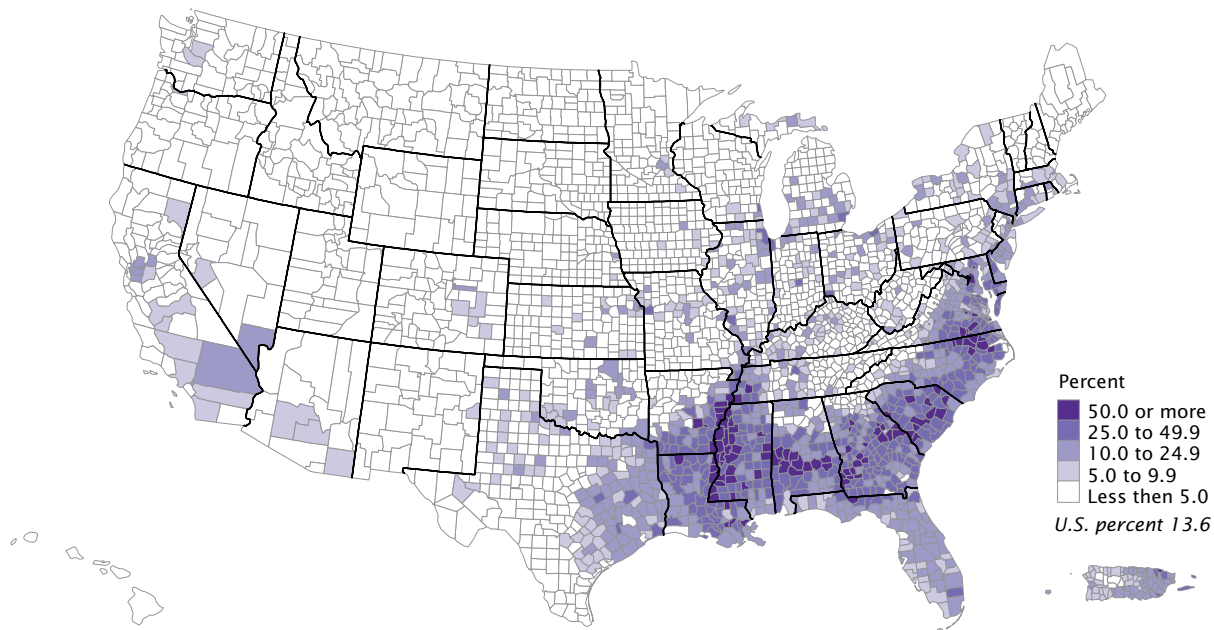 Percent
50.0 or more
25.0 to 49.9
10.0 to 24.9
5.0 to 9.9
Less then 5.0
U.S. percent 13.6